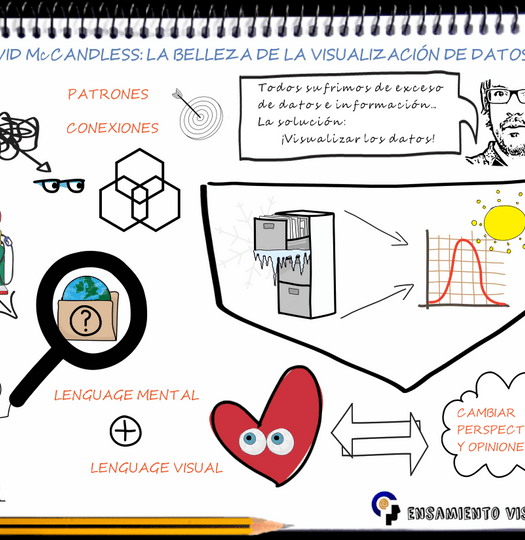 VID McCANDLESS: LA BELLEZA DE LA VISUALIZACIÓN DE DATOS
PATRONES
CONEXIONES
Todos sufrimos de exceso
de datos e información...
La solución:
¡Visualizar los datos!
?
LENGUAGE MENTAL
+
LENGUAGE VISUAL
CAMBIAR
PERSPECT
Y OPINIONE
ENSAMIENTO VIS